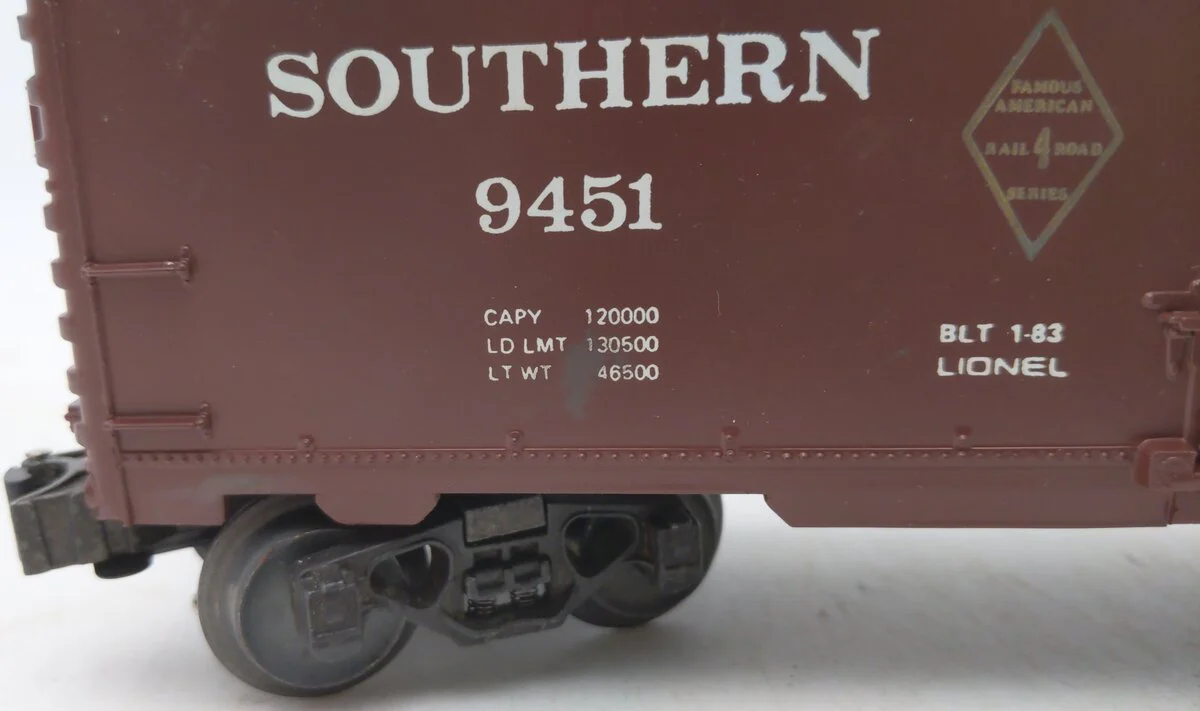 SOUTHERN
9451
CAPY 120000
LD LMT 130500
LT WT 46500
FAMOUS
AMERICAN
RAIL 4 ROAD
SERIES
BLT 1-83
LIONEL